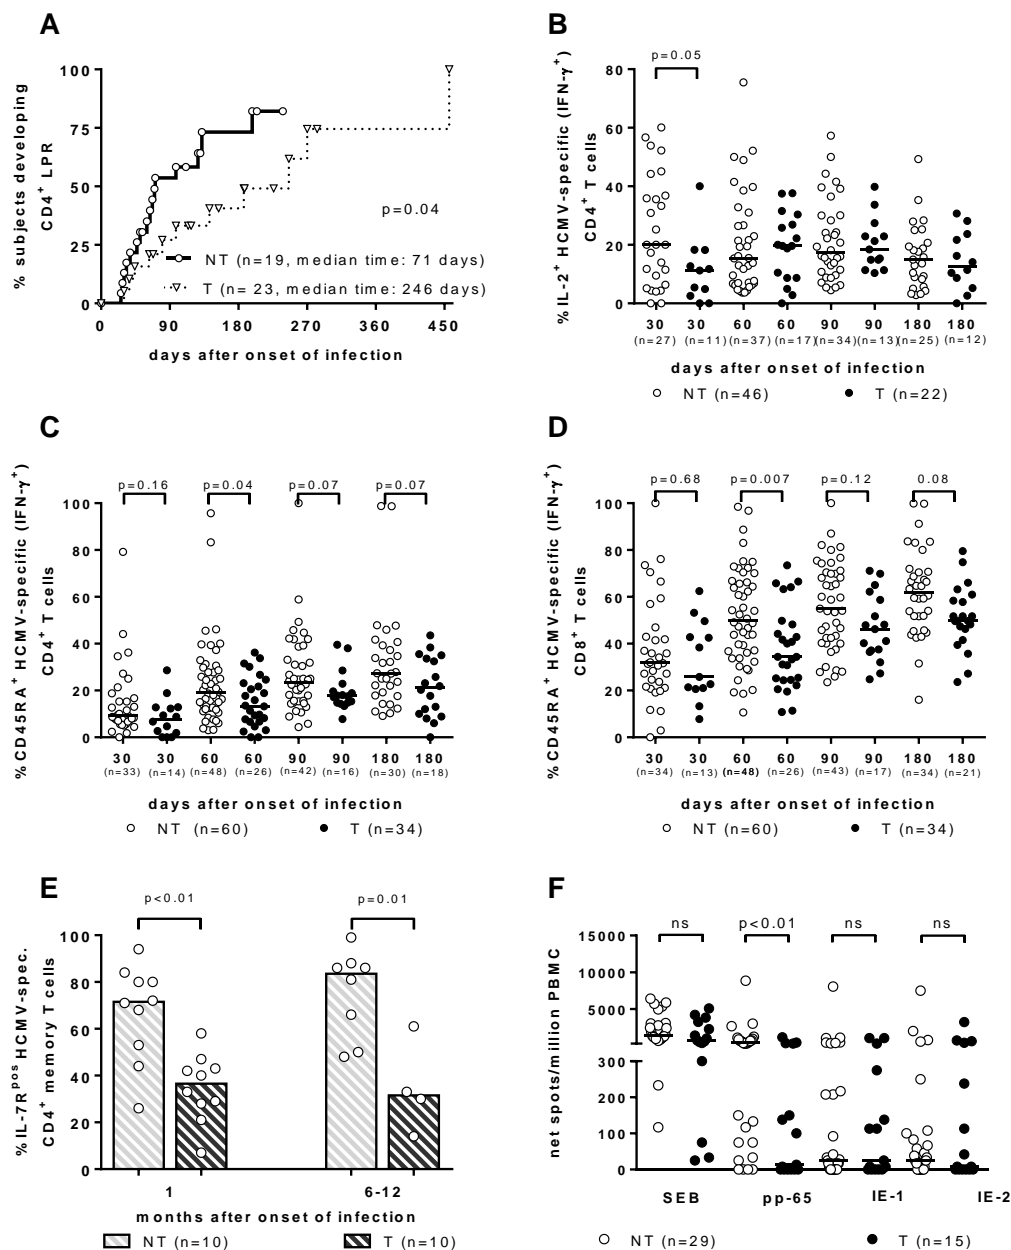 A
% subjects developing
CD4+ LPR
100
75
50
25
0
p=0.04
NT (n=19, median time: 71 days)
T (n= 23, median time: 246 days)
0 90 180 270 360 450
days after onset of infection
B
%IL-2+ HCMV-specific (IFN-γ+)
CD4+ T cells
p=0.05
80
60
40
20
0
30 30 60 60 90 90 180 180
(n=27) (n=11) (n=37) (n=17) (n=34) (n=13) (n=25) (n=12)
days after onset of infection
NT (n=46) T (n=22)
C
%CD45RA+ HCMV-specific (IFN-γ+)
CD4+ T cells
p=0.16 p=0.04 p=0.07 p=0.07
100
80
60
40
20
0
30 30 60 60 90 90 180 180
(n=33) (n=14) (n=48) (n=26) (n=42) (n=16) (n=30) (n=18)
days after onset of infection
NT (n=60) T (n=34)
D
%CD45RA+ HCMV-specific (IFN-γ+)
CD8+ T cells
p=0.68 p=0.007 p=0.12 0.08
100
80
60
40
20
0
30 30 60 60 90 90 180 180
(n=34) (n=13) (n=48) (n=26) (n=43) (n=17) (n=34) (n=21)
days after onset of infection
NT (n=60) T (n=34)
E
%IL-7Rpos HCMV-spec.
CD4+ memory T cells
p<0.01 p=0.01
100
80
60
40
20
0
1 6-12
months after onset of infection
NT (n=10) T (n=10)
F
net spots/million PBMC
ns p<0.01 ns ns
15000
10000
5000
300
200
100
0
SEB pp-65 IE-1 IE-2
NT (n=29) T (n=15)